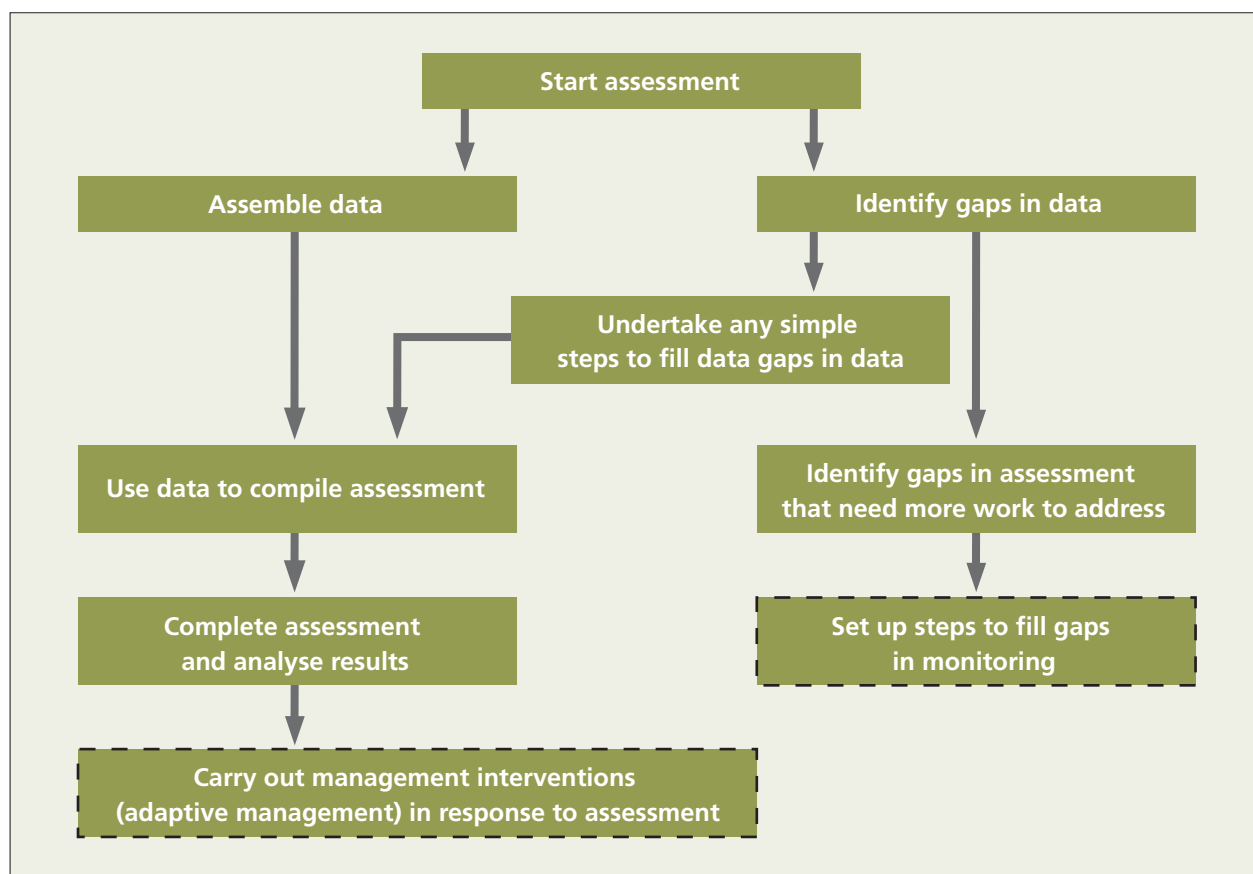 Start assessment
Assemble data
Identify gaps in data
Undertake any simple
steps to fill data gaps in data
Use data to compile assessment
Identify gaps in assessment
that need more work to address
Complete assessment
and analyse results
Set up steps to fill gaps
in monitoring
Carry out management interventions
(adaptive management) in response to assessment